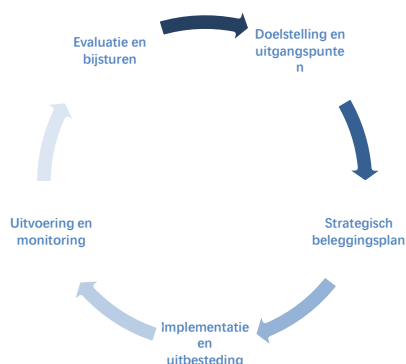 Evaluatie en
bijsturen
Doelstelling en
uitgangspunte
n
Strategisch
beleggingsplan
Implementatie
en
uitbesteding
Uitvoering en
monitoring